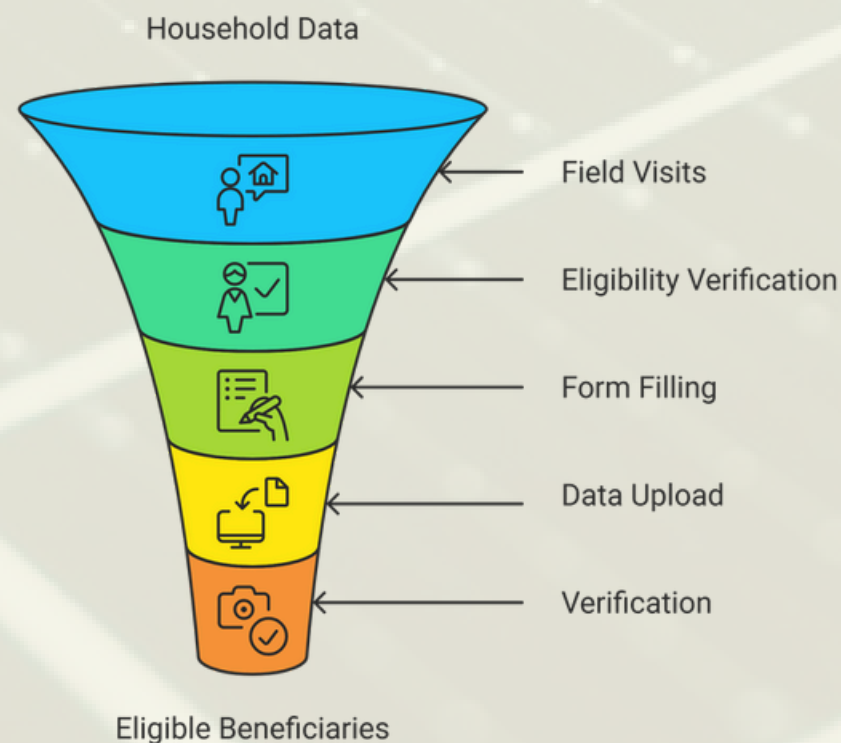 Household Data
Field Visits
Eligibility Verification
Form Filling
Data Upload
Verification
Eligible Beneficiaries